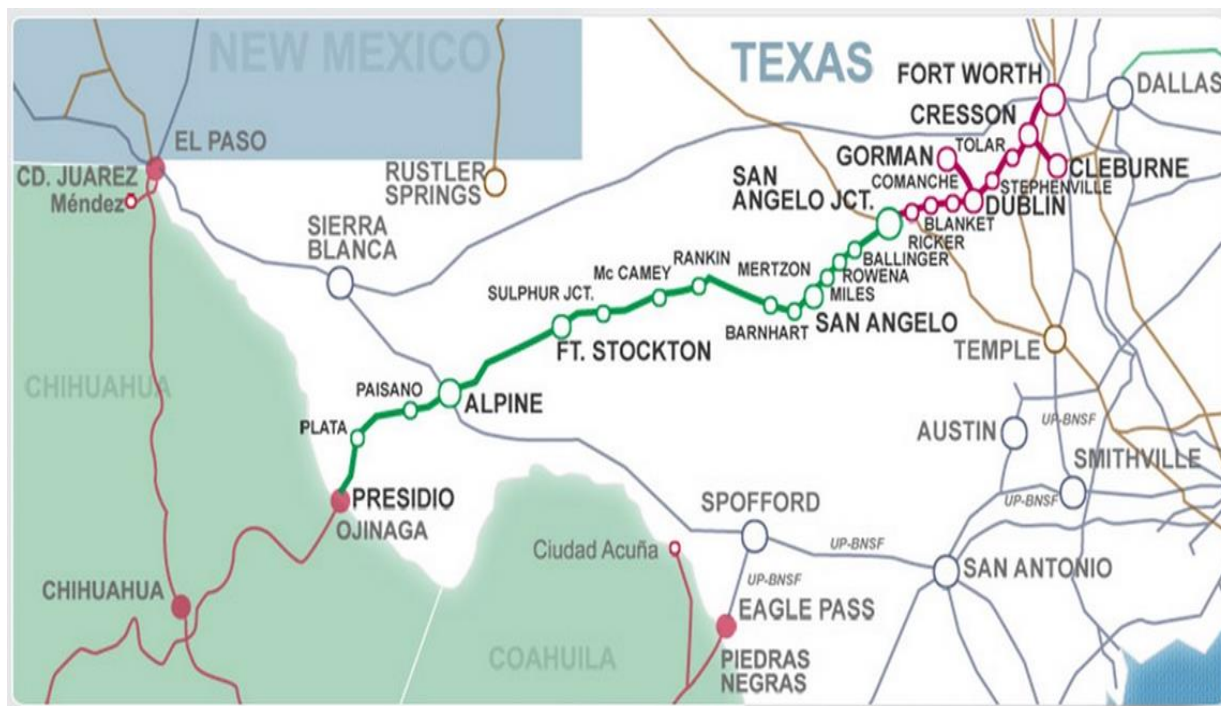 NEW MEXICO
TEXAS
FORT WORTH
DALLAS
CRESSON
EL PASO
TOLAR
GORMAN
CLEBURNE
CD. JUAREZ
Méndez
RUSTLER
SPRINGS
SAN
ANGELO JCT.
COMANCHE
STEPHENVILLE
DUBLIN
BLANKET
RICKER
SIERRA
BLANCA
BALLINGER
RANKIN
MERTZON
ROWENA
Mc CAMEY
MILES
SULPHUR JCT.
BARNHART
SAN ANGELO
FT. STOCKTON
TEMPLE
CHIHUAHUA
PAISANO
ALPINE
PLATA
AUSTIN
UP-BNSF
SMITHVILLE
PRESIDIO
OJINAGA
SPOFFORD
UP-BNSF
Ciudad Acuña
UP-BNSF
SAN ANTONIO
UP-BNSF
CHIHUAHUA
EAGLE PASS
COAHUILA
PIEDRAS
NEGRAS